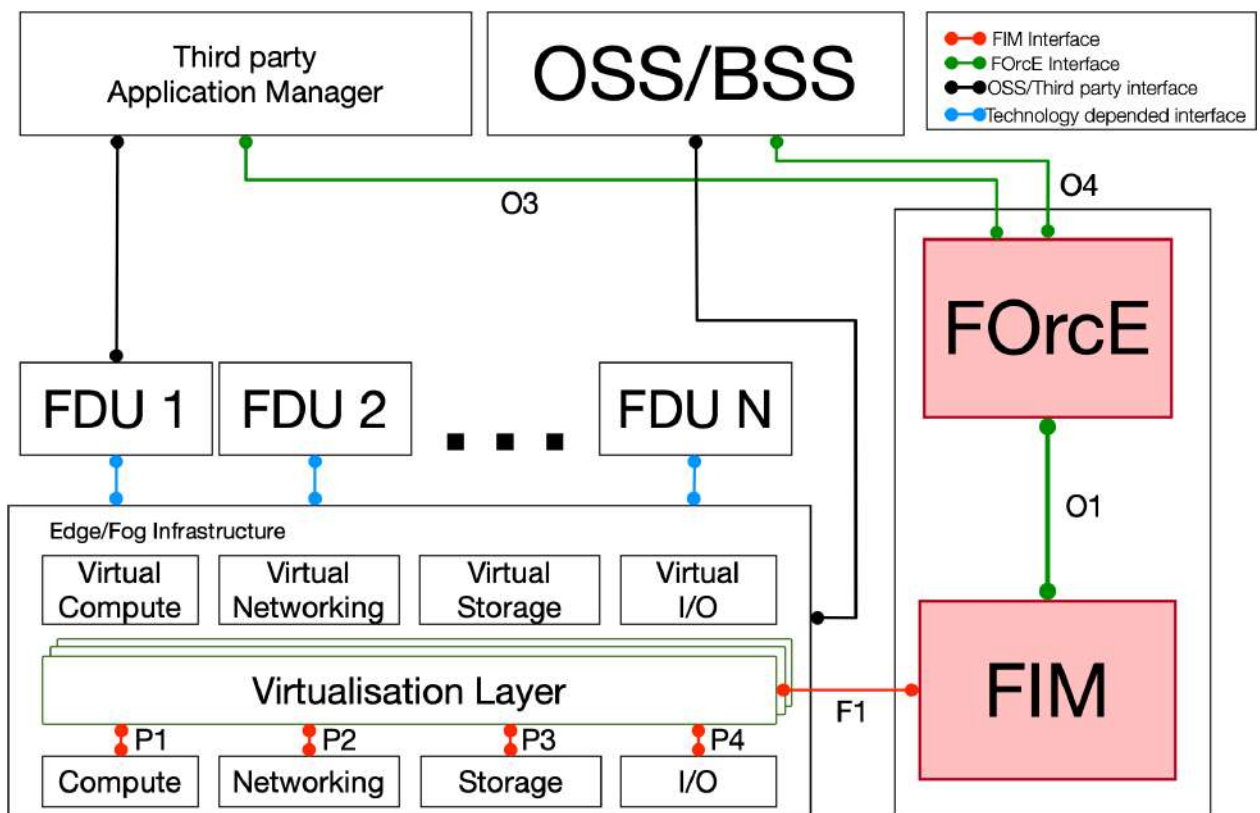 Third party
Application Manager
OSS/BSS
FIM Interface
FOrcE Interface
OSS/Third party interface
Technology depended interface
O3
O4
FOrcE
FDU 1
FDU 2
FDU N
O1
Edge/Fog Infrastructure
Virtual
Compute
Virtual
Networking
Virtual
Storage
Virtual
I/O
Virtualisation Layer
F1
FIM
P1
P2
P3
P4
Compute
Networking
Storage
I/O